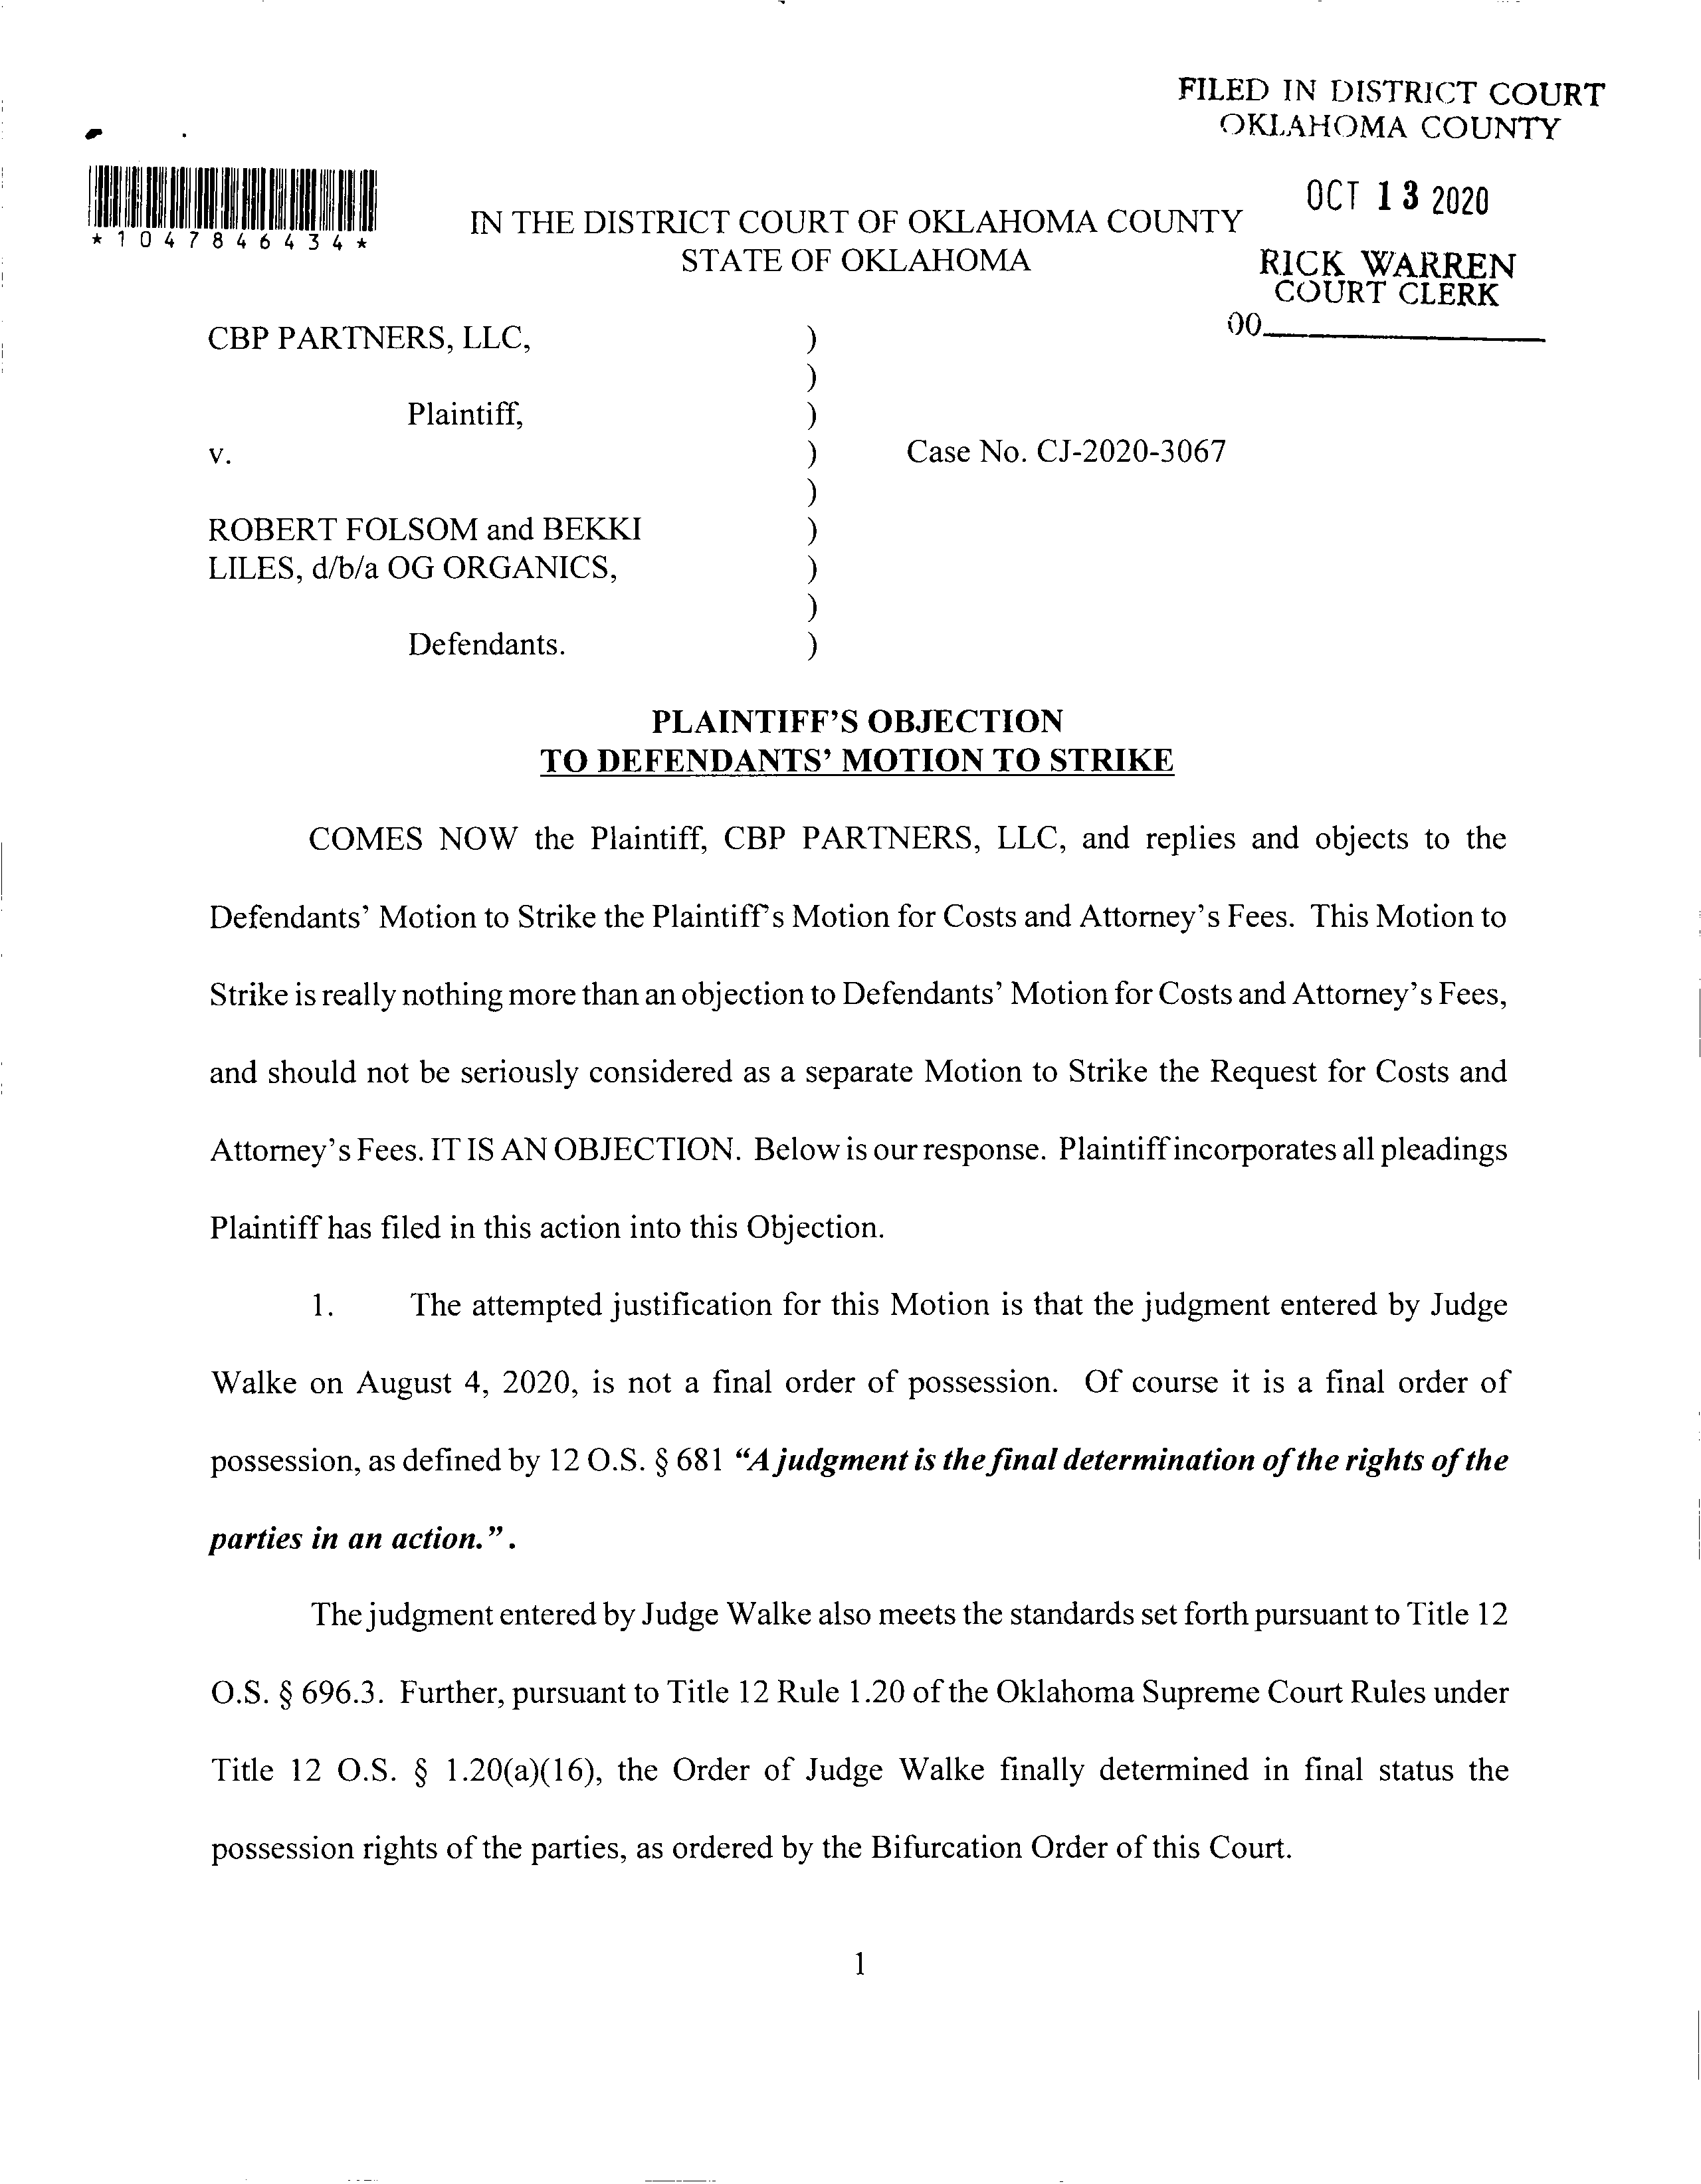 FILED IN DISTRICT COURT
OKLAHOMA COUNTY
OCT 13 2020
RICK WARREN
COURT CLERK
00
*1047846434*
IN THE DISTRICT COURT OF OKLAHOMA COUNTY
STATE OF OKLAHOMA
CBP PARTNERS, LLC, )
)
Plaintiff, )
v. ) Case No. CJ-2020-3067
)
ROBERT FOLSOM and BEKKI )
LILES, d/b/a OG ORGANICS, )
)
Defendants. )
PLAINTIFF'S OBJECTION
TO DEFENDANTS' MOTION TO STRIKE
COMES NOW the Plaintiff, CBP PARTNERS, LLC, and replies and objects to the
Defendants' Motion to Strike the Plaintiff's Motion for Costs and Attorney's Fees. This Motion to
Strike is really nothing more than an objection to Defendants' Motion for Costs and Attorney's Fees,
and should not be seriously considered as a separate Motion to Strike the Request for Costs and
Attorney's Fees. IT IS AN OBJECTION. Below is our response. Plaintiff incorporates all pleadings
Plaintiff has filed in this action into this Objection.
1. The attempted justification for this Motion is that the judgment entered by Judge
Walke on August 4, 2020, is not a final order of possession. Of course it is a final order of
possession, as defined by 12 O.S. § 681 "A judgment is the final determination of the rights of the
parties in an action.".
The judgment entered by Judge Walke also meets the standards set forth pursuant to Title 12
O.S. § 696.3. Further, pursuant to Title 12 Rule 1.20 of the Oklahoma Supreme Court Rules under
Title 12 O.S. § 1.20(a)(16), the Order of Judge Walke finally determined in final status the
possession rights of the parties, as ordered by the Bifurcation Order of this Court.
1